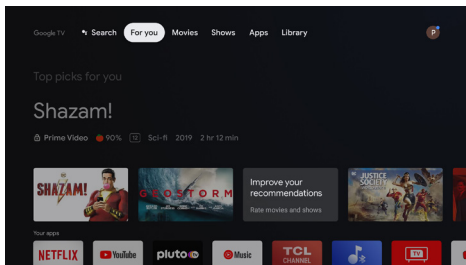 Google TV Search For you Movies Shows Apps Library P
Top picks for you
Shazam!
Prime Video 90% 12 Sci-fi 2019 2 hr 12 min
SHAZAM!
GEOSTORM
Improve your
recommendations
Rate movies and shows
JUSTICE
SOCIETY
Your apps
NETFLIX YouTube pluto tv Music TCL
CHANNEL
TV